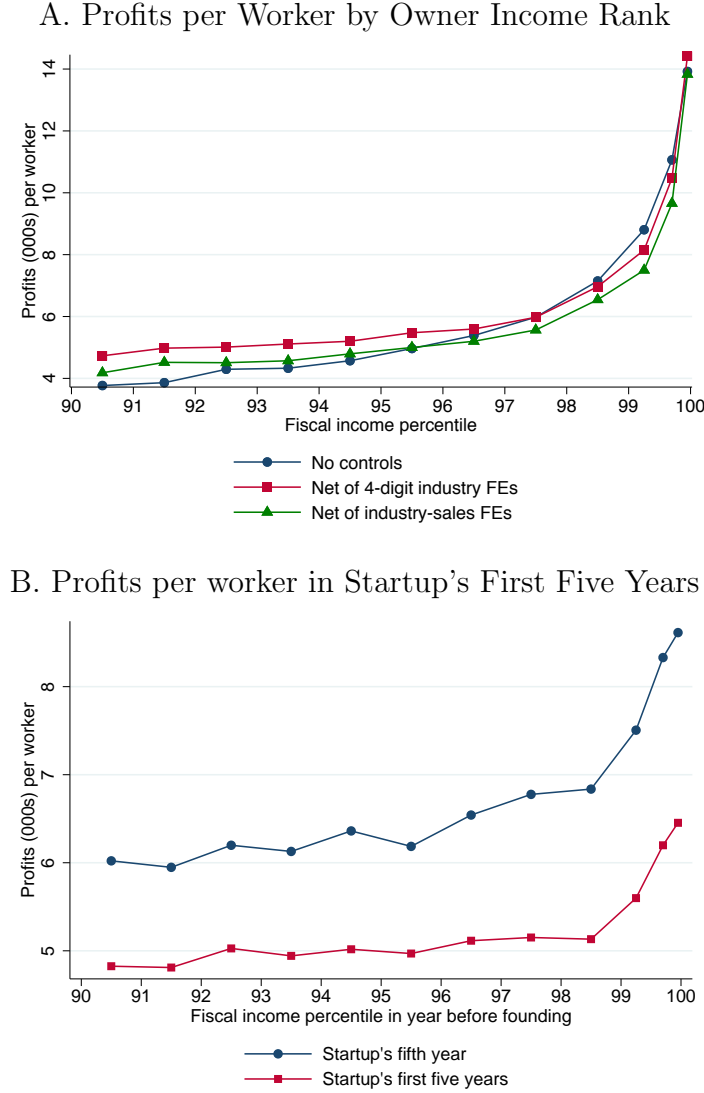 A. Profits per Worker by Owner Income Rank
Profits (000s) per worker
14
12
10
8
6
4
90 91 92 93 94 95 96 97 98 99 100
Fiscal income percentile
No controls
Net of 4-digit industry FEs
Net of industry-sales FEs
B. Profits per worker in Startup's First Five Years
Profits (000s) per worker
8
7
6
5
90 91 92 93 94 95 96 97 98 99 100
Fiscal income percentile in year before founding
Startup's fifth year
Startup's first five years